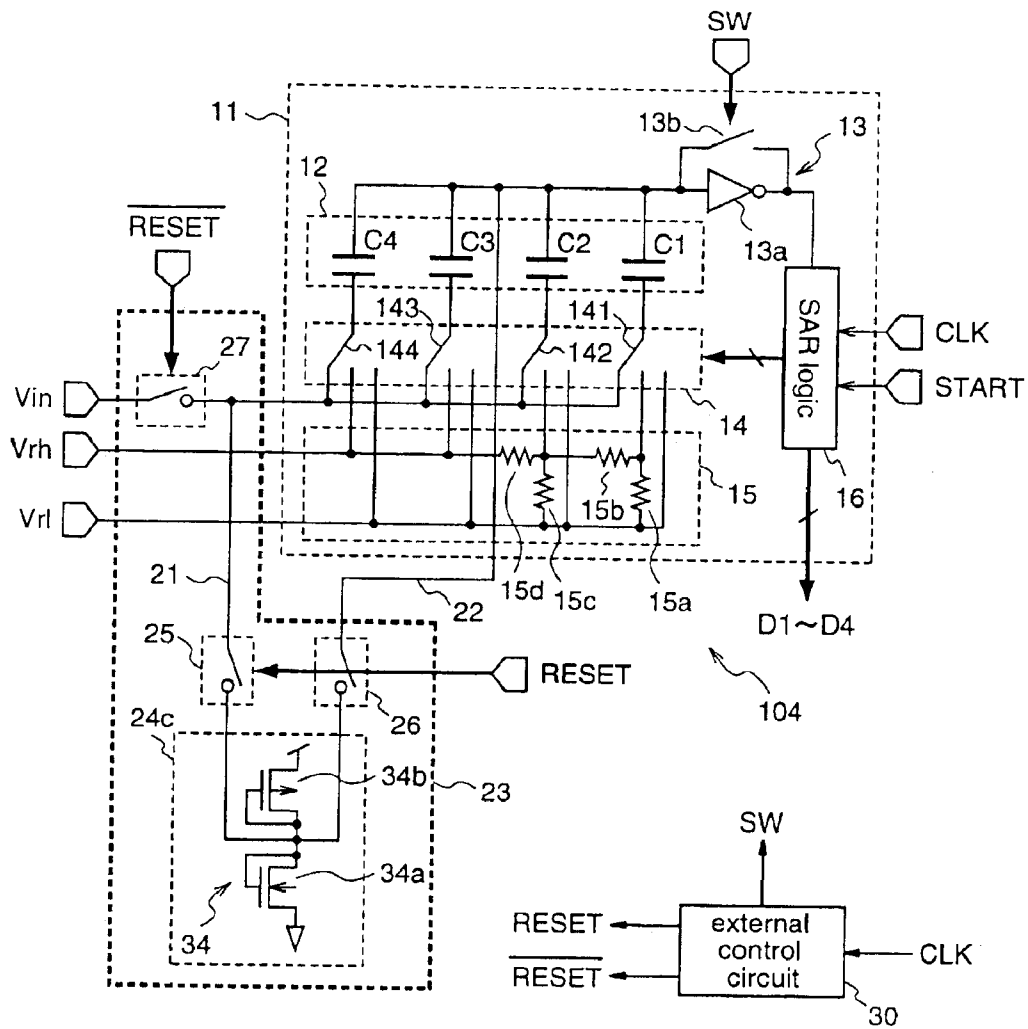 SW
11
13b
13
12
RESET
C4
C3
C2
C1
13a
143
141
144
142
SAR logic
CLK
START
27
Vin
14
Vrh
15
16
15b
Vrl
21
22
15d
15c
15a
D1~D4
25
RESET
26
104
24c
34b
23
34a
34
SW
RESET
RESET
external
control
circuit
CLK
30